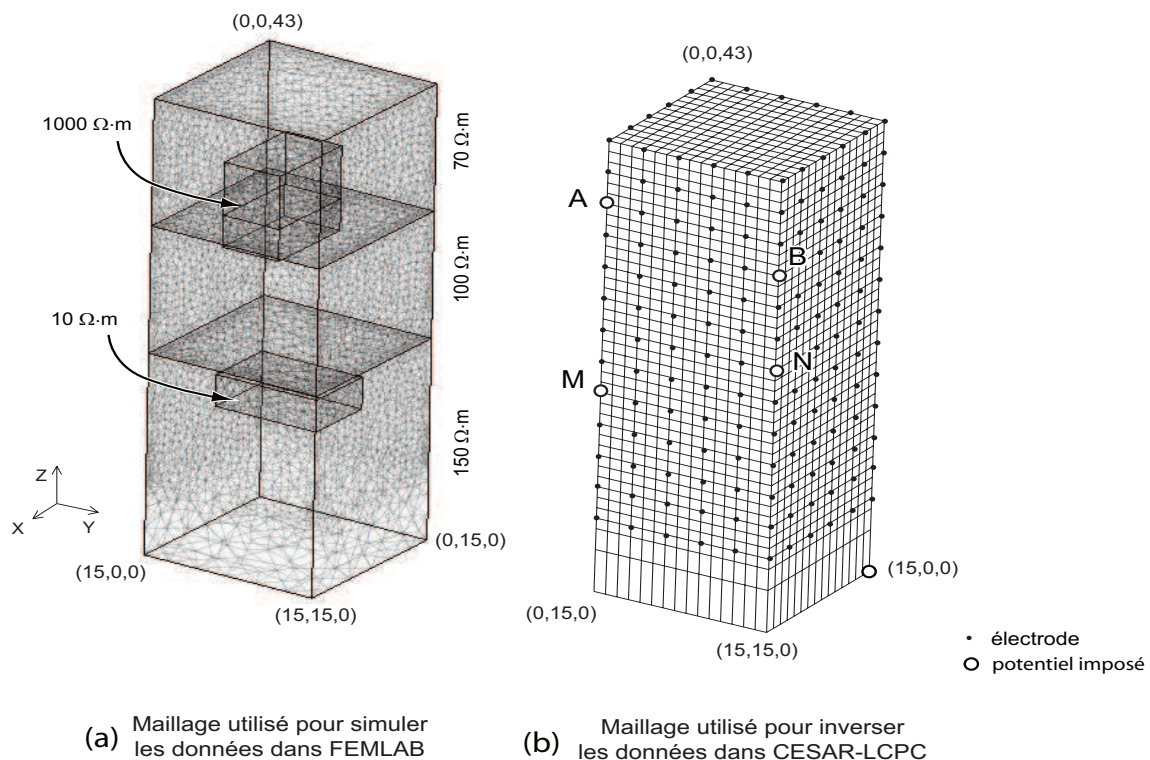 (0,0,43)
1000 Ω·m
70 Ω·m
100 Ω·m
10 Ω·m
150 Ω·m
Z
X
Y
(15,0,0)
(0,15,0)
(15,15,0)
(a) Maillage utilisé pour simuler
les données dans FEMLAB
(0,0,43)
A
B
M
N
(15,0,0)
(0,15,0)
(15,15,0)
électrode
potentiel imposé
(b) Maillage utilisé pour inverser
les données dans CESAR-LCPC